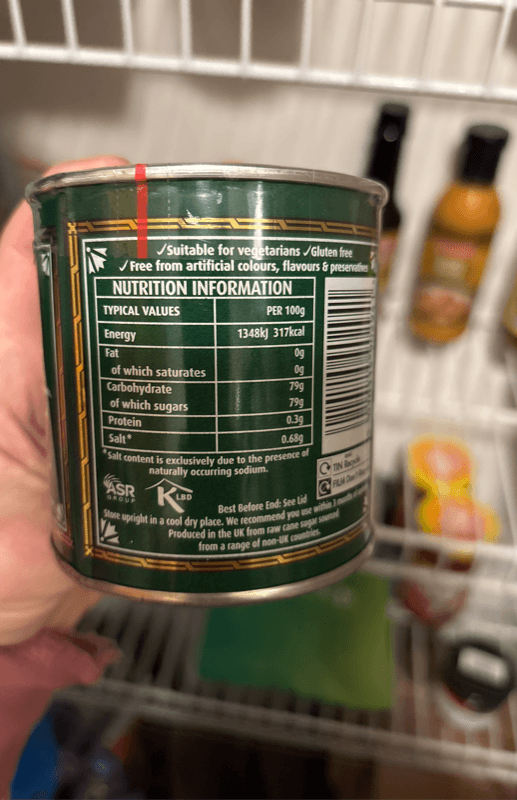 ✓Suitable for vegetarians ✓Gluten free
✓Free from artificial colours, flavours & preservatives
NUTRITION INFORMATION
TYPICAL VALUES PER 100g
Energy 1348kJ 317kcal
Fat 0g
of which saturates 0g
Carbohydrate 79g
of which sugars 79g
Protein 0.3g
Salt* 0.68g
*Salt content is exclusively due to the presence of
naturally occurring sodium.
ASR
GROUP
K LBD
TIN Recycle
FILM Don't
Best Before End: See Lid
Store upright in a cool dry place. We recommend you use within 3 months of
Produced in the UK from raw cane sugar sourced
from a range of non-UK countries.